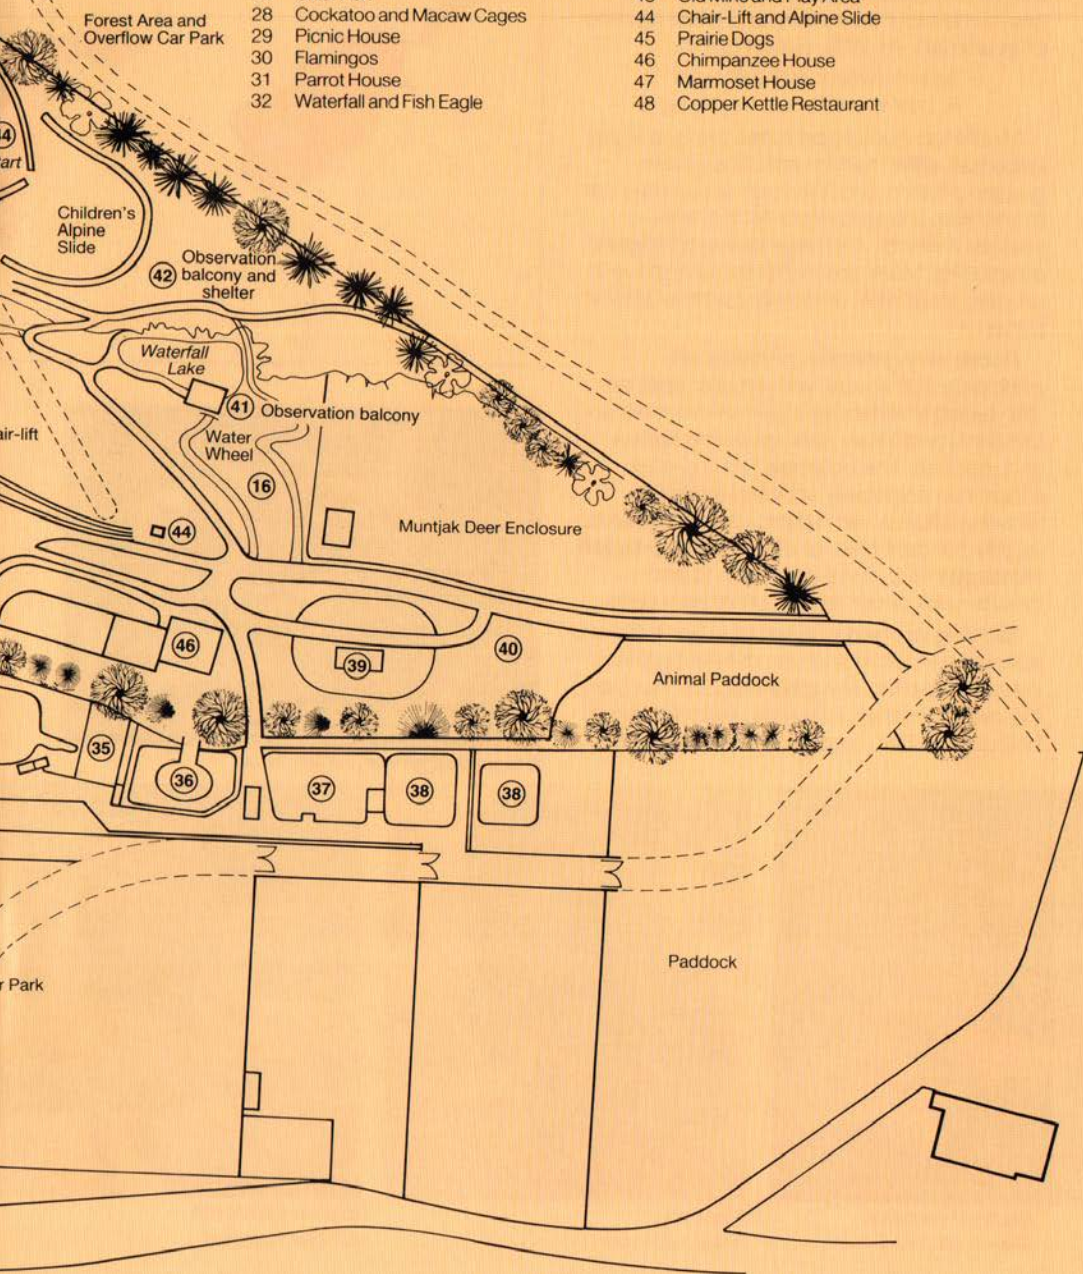 Forest Area and
Overflow Car Park
28 Cockatoo and Macaw Cages
29 Picnic House
30 Flamingos
31 Parrot House
32 Waterfall and Fish Eagle
44 Chair-Lift and Alpine Slide
45 Prairie Dogs
46 Chimpanzee House
47 Marmoset House
48 Copper Kettle Restaurant
Children's
Alpine
Slide
42
Observation
balcony and
shelter
Waterfall
Lake
41 Observation balcony
air-lift
Water
Wheel
16
44
Muntjak Deer Enclosure
46
39
40
Animal Paddock
35
36
37
38
38
Paddock
r Park